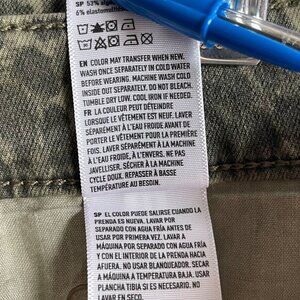 SP 53% algo
6% elastomultié
EN COLOR MAY TRANSFER WHEN NEW.
WASH ONCE SEPARATELY IN COLD WATER
BEFORE WEARING. MACHINE WASH COLD
INSIDE OUT SEPARATELY. DO NOT BLEACH.
TUMBLE DRY LOW. COOL IRON IF NEEDED.
FR LA COULEUR PEUT DÉTEINDRE
LORSQUE LE VÊTEMENT EST NEUF. LAVER
SÉPARÉMENT À L'EAU FROIDE AVANT DE
PORTER LE VÊTEMENT POUR LA PREMIÈRE
FOIS. LAVER SÉPARÉMENT À LA MACHINE
À L'EAU FROIDE, À L'ENVERS. NE PAS
JAVELLISER. SÉCHER À LA MACHINE
CYCLE DOUX. REPASSER À BASSE
TEMPÉRATURE AU BESOIN.
SP EL COLOR PUEDE SALIRSE CUANDO LA
PRENDA ES NUEVA. LAVAR POR
SEPARADO CON AGUA FRÍA ANTES DE
USAR POR PRIMERA VEZ. LAVAR A
MÁQUINA POR SEPARADO CON AGUA FRÍA
Y CON EL INTERIOR DE LA PRENDA HACIA
AFUERA. NO USAR BLANQUEADOR. SECAR
A MÁQUINA A TEMPERATURA BAJA. USAR
PLANCHA TIBIA SI ES NECESARIO.
LAVAR EN